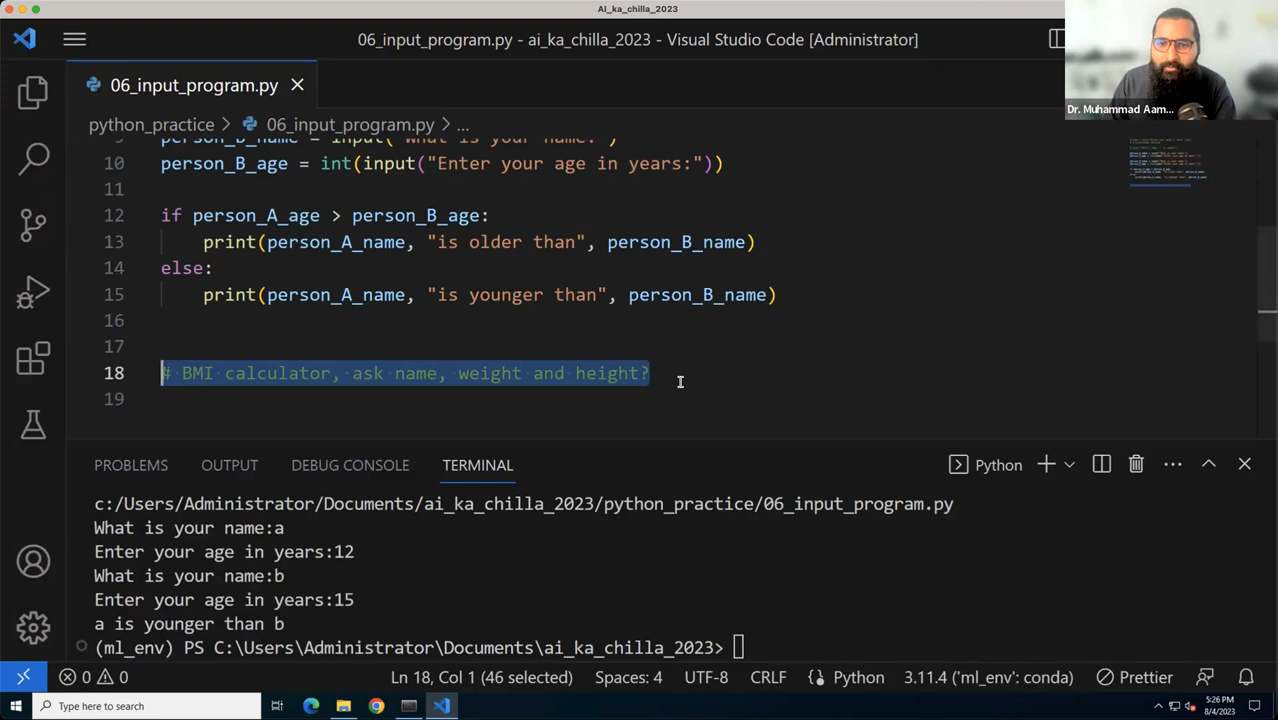 AI_ka_chilla_2023
06_input_program.py - ai_ka_chilla_2023 - Visual Studio Code [Administrator]
Dr. Muhammad Aam...
06_input_program.py
python_practice > 06_input_program.py > ...
9 person_B_name = input("What is your name:")
10 person_B_age = int(input("Enter your age in years:"))
11
12 if person_A_age > person_B_age:
13 print(person_A_name, "is older than", person_B_name)
14 else:
15 print(person_A_name, "is younger than", person_B_name)
16
17
18 # BMI calculator, ask name, weight and height?
19
PROBLEMS OUTPUT DEBUG CONSOLE TERMINAL Python
c:/Users/Administrator/Documents/ai_ka_chilla_2023/python_practice/06_input_program.py
What is your name:a
Enter your age in years:12
What is your name:b
Enter your age in years:15
a is younger than b
(ml_env) PS C:\Users\Administrator\Documents\ai_ka_chilla_2023>
0 0 Ln 18, Col 1 (46 selected) Spaces: 4 UTF-8 CRLF Python 3.11.4 ('ml_env': conda) Prettier
Type here to search 5:26 PM
8/4/2023